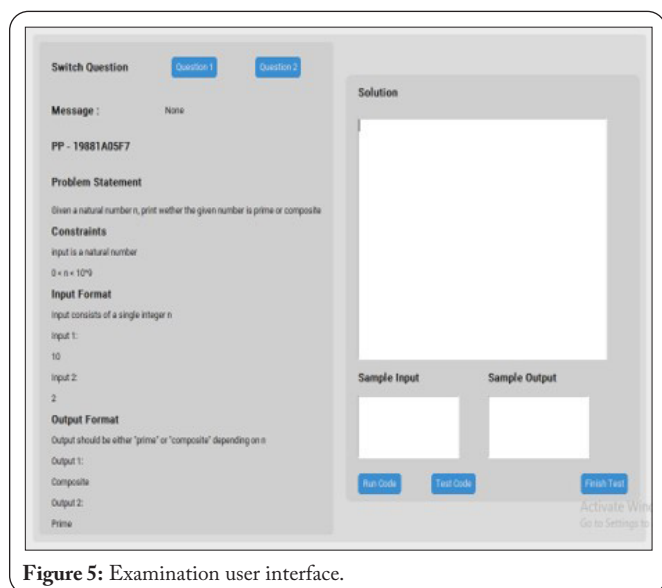 Switch Question
Question 1
Question 2
Message :
None
PP - 19881A05F7
Problem Statement
Given a natural number n, print wether the given number is prime or composite
Constraints
input is a natural number
0 < n < 10^9
Input Format
Input consists of a single integer n
Input 1:
10
Input 2:
2
Output Format
Output should be either "prime" or "composite" depending on n
Output 1:
Composite
Output 2:
Prime
Solution
Sample Input
Sample Output
Run Code
Test Code
Finish Test
Activate Win
Go to Settings to
Figure 5: Examination user interface.